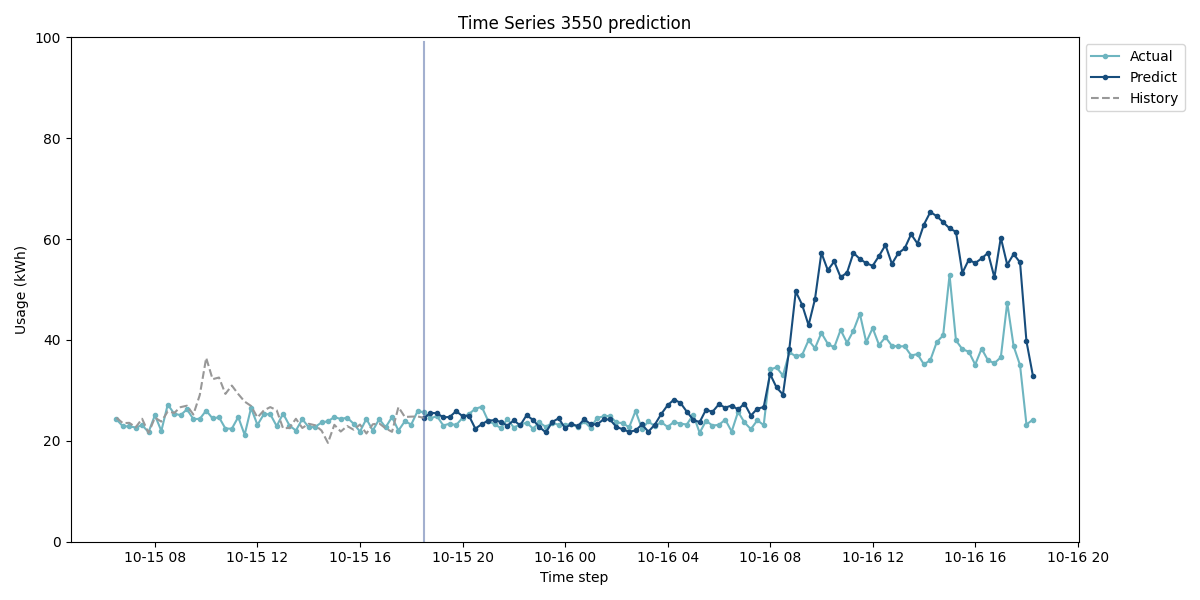 Time Series 3550 prediction
100
80
60
40
20
0
Usage (kWh)
10-15 08
10-15 12
10-15 16
10-15 20
10-16 00
10-16 04
10-16 08
10-16 12
10-16 16
10-16 20
Time step
Actual
Predict
History